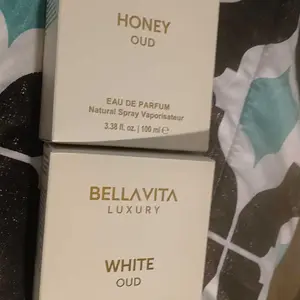 HONEY
OUD
EAU DE PARFUM
Natural Spray Vaporisateur
3.38 fl. oz. | 100 ml ℮
BELLAVITA
LUXURY
WHITE
OUD